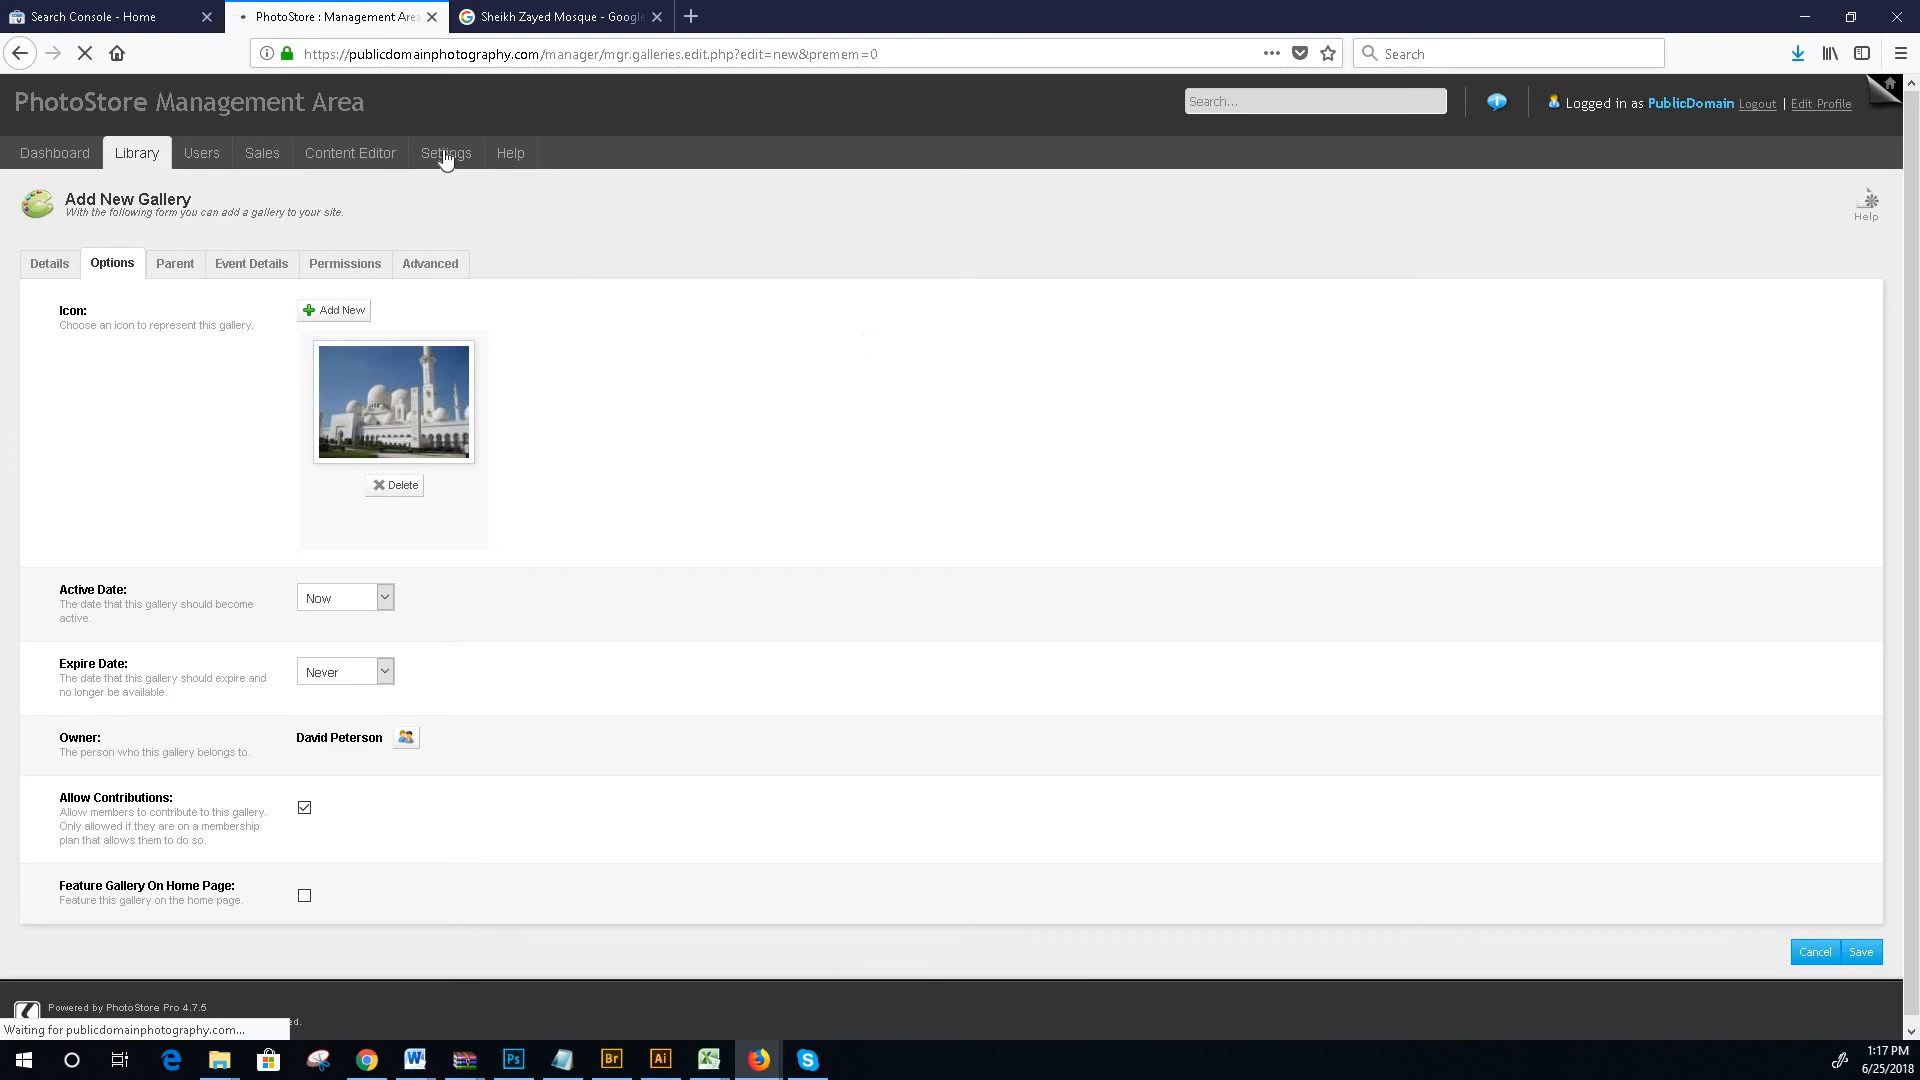 Search Console - Home
PhotoStore : Management Area
Sheikh Zayed Mosque - Google
https://publicdomainphotography.com/manager/mgr.galleries.edit.php?edit=new&premem=0
Search
PhotoStore Management Area
Search...
Logged in as PublicDomain Logout | Edit Profile
Dashboard Library Users Sales Content Editor Settings Help
Add New Gallery
With the following form you can add a gallery to your site.
Help
Details Options Parent Event Details Permissions Advanced
Icon:
Choose an icon to represent this gallery.
Add New
Delete
Active Date:
The date that this gallery should become
active.
Now
Expire Date:
The date that this gallery should expire and
no longer be available.
Never
Owner:
The person who this gallery belongs to.
David Peterson
Allow Contributions:
Allow members to contribute to this gallery.
Only allowed if they are on a membership
plan that allows them to do so.
Feature Gallery On Home Page:
Feature this gallery on the home page.
Cancel Save
Powered by PhotoStore Pro 4.7.5
ed.
Waiting for publicdomainphotography.com...
Ps
Br
Ai
1:17 PM
6/25/2018